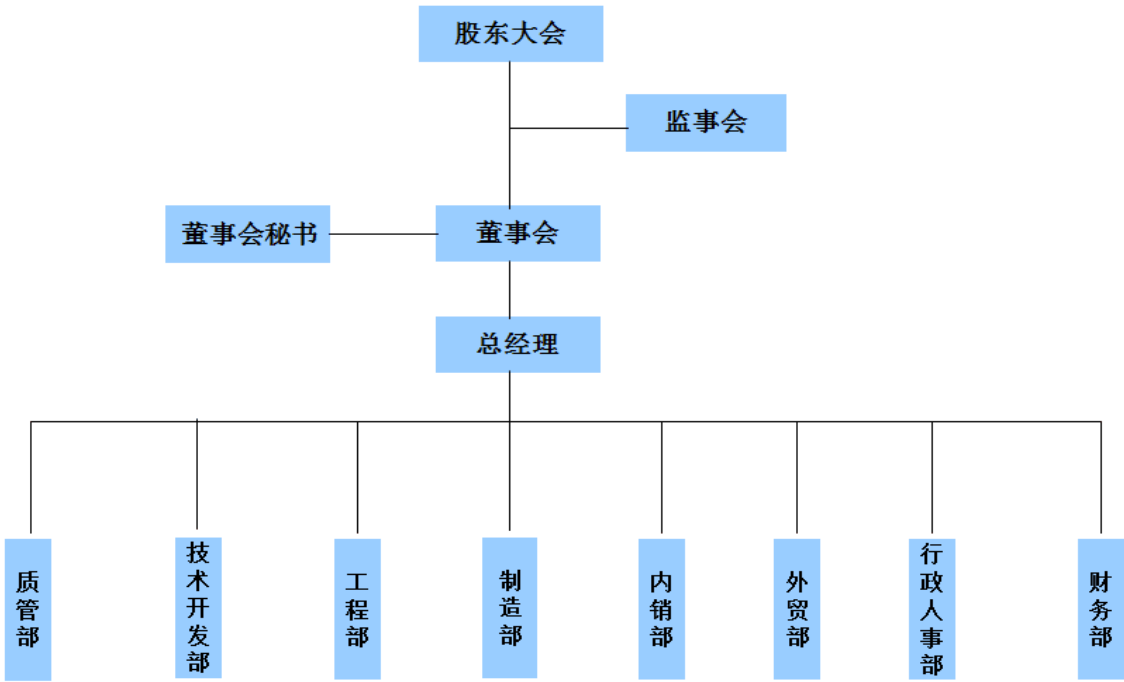 股东大会
监事会
董事会秘书
董事会
总经理
质管部
技术开发部
工程部
制造部
内销部
外贸部
行政人事部
财务部